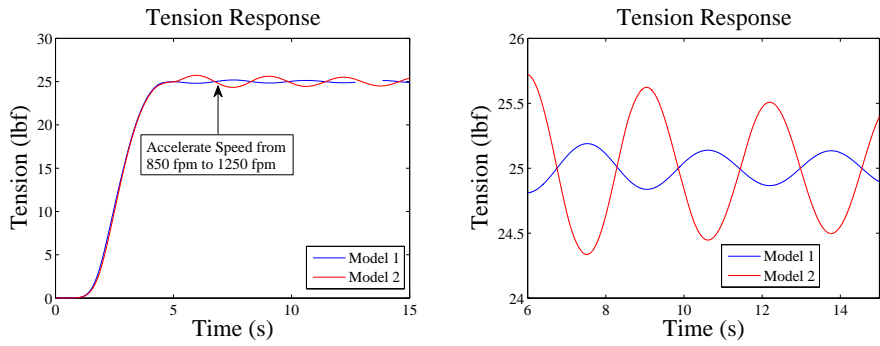 Tension Response
Tension (lbf)
30
25
20
15
10
5
0
Accelerate Speed from
850 fpm to 1250 fpm
Model 1
Model 2
0 5 10 15
Time (s)
Tension Response
Tension (lbf)
26
25.5
25
24.5
24
Model 1
Model 2
6 8 10 12 14
Time (s)